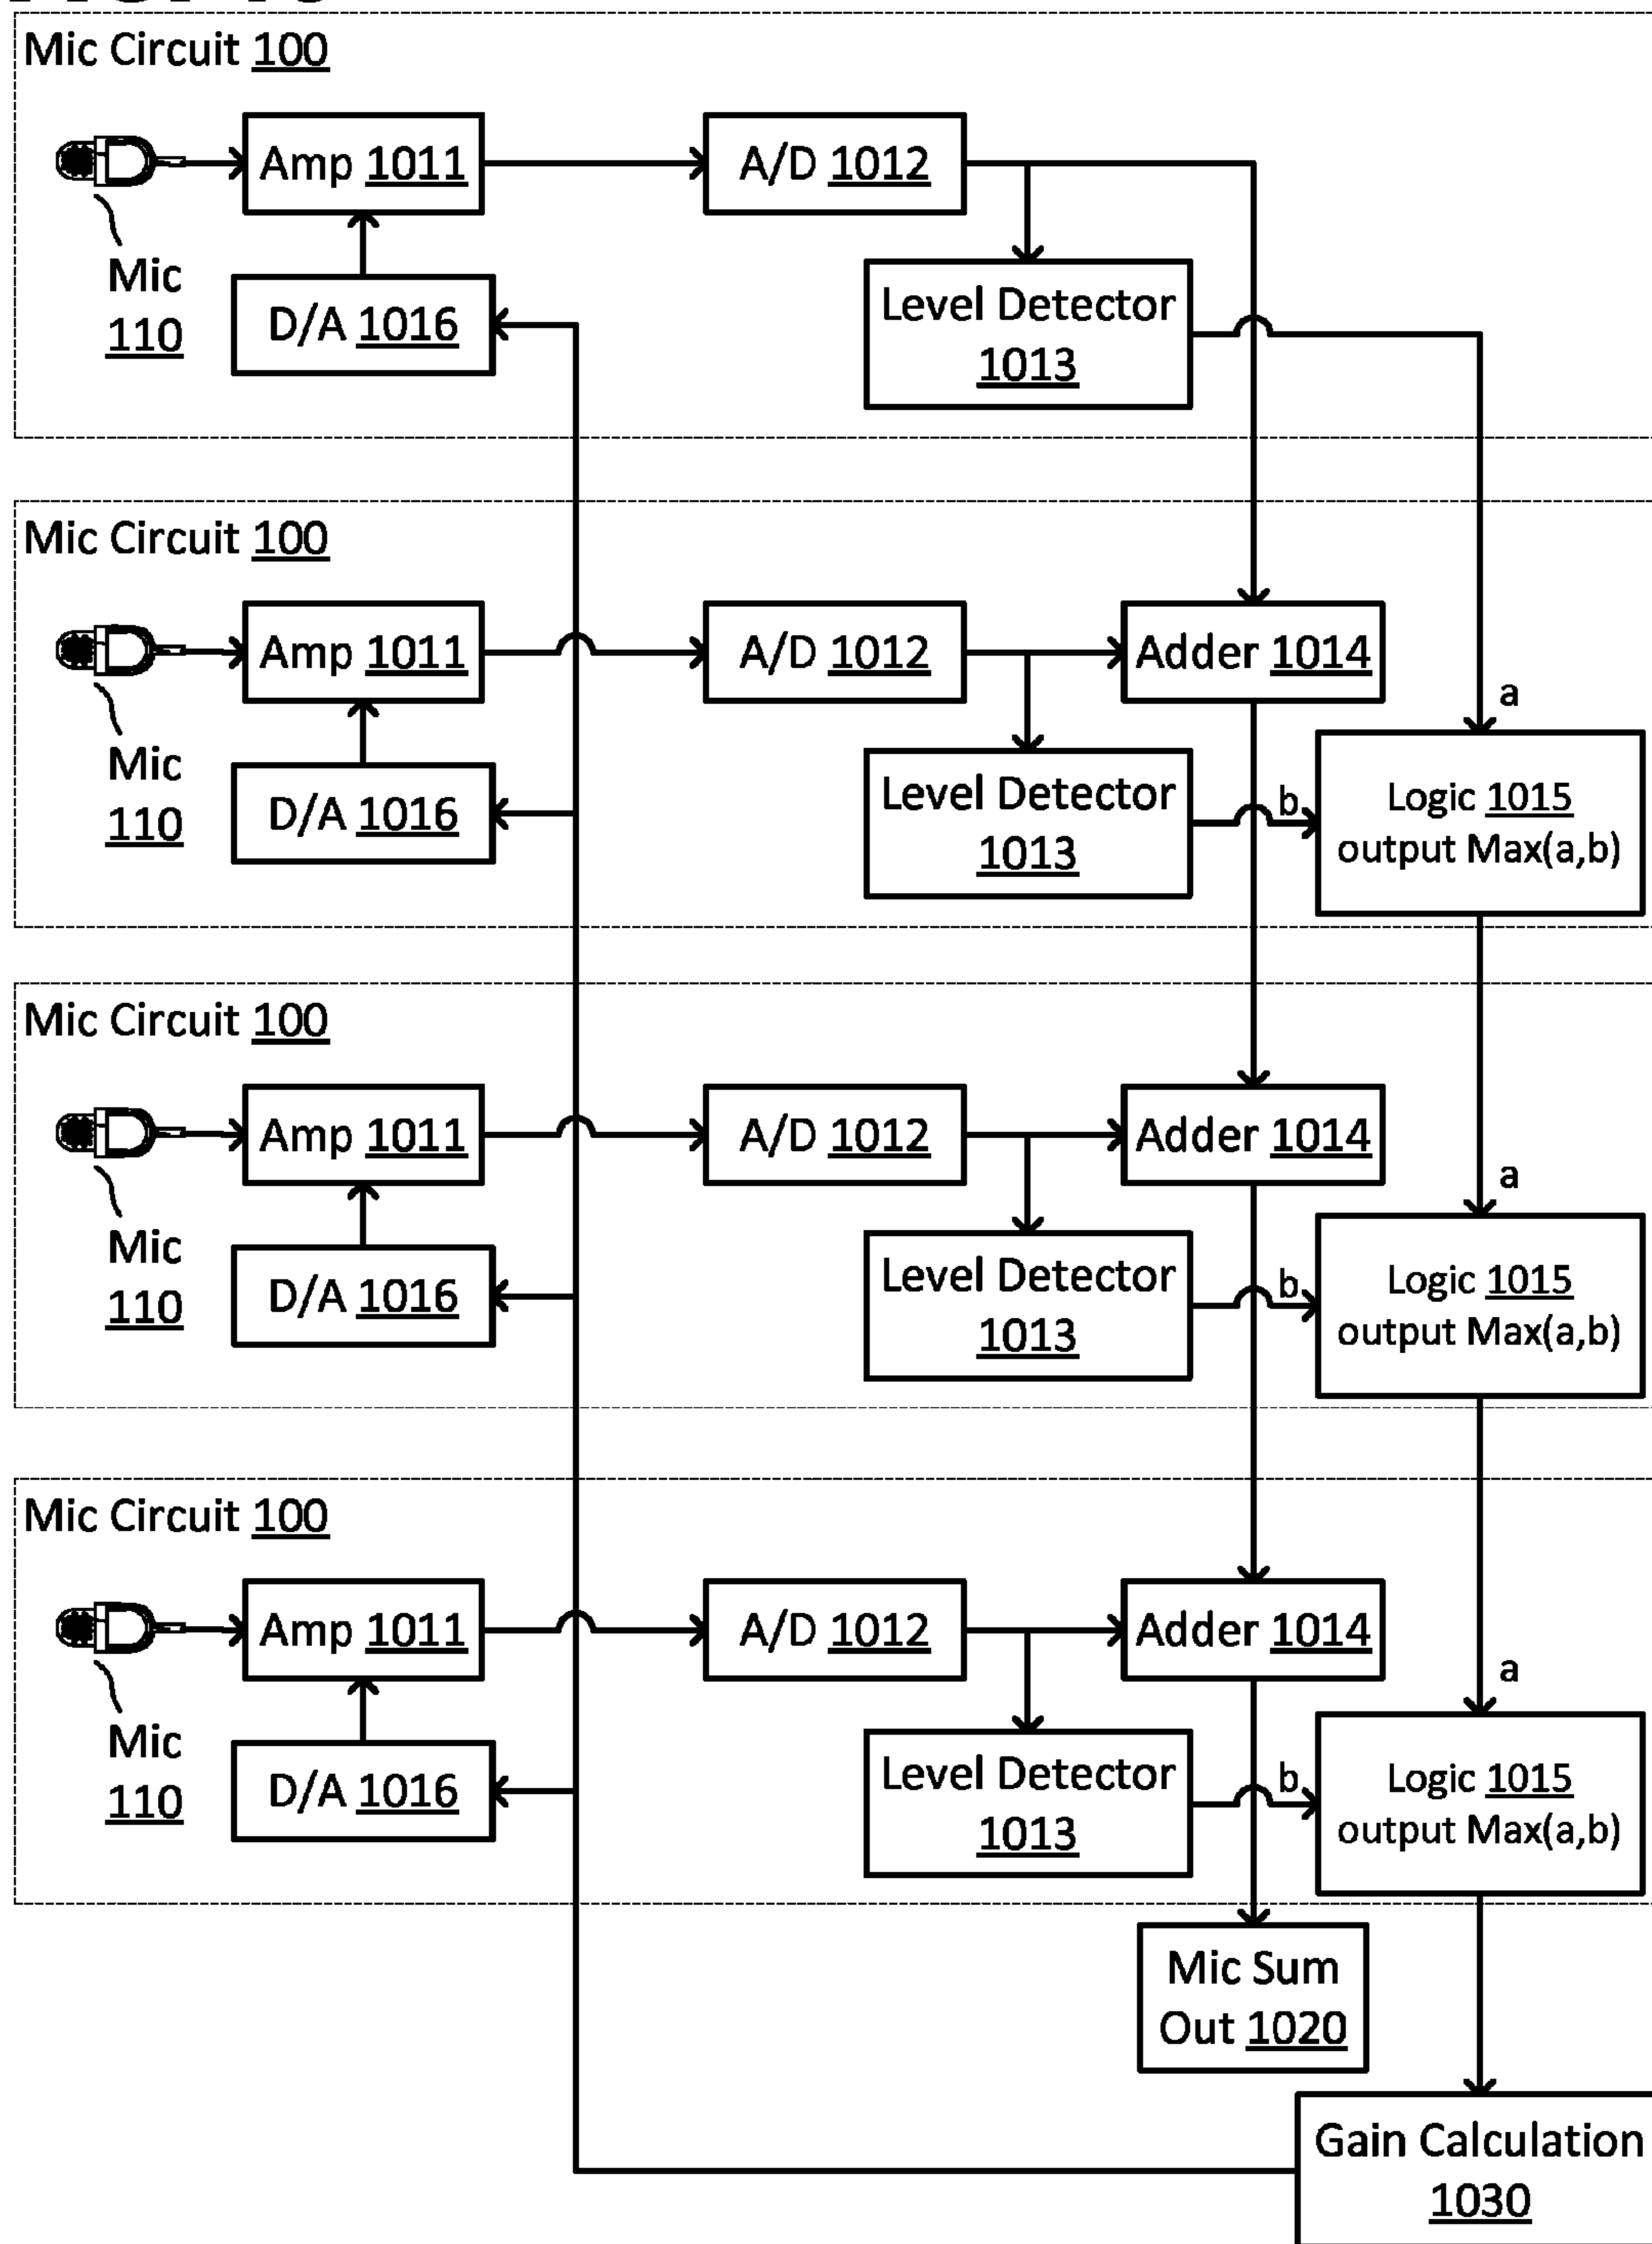 Mic Circuit 100
Amp 1011
A/D 1012
Mic
110
D/A 1016
Level Detector
1013
Mic Circuit 100
Amp 1011
A/D 1012
Adder 1014
a
Mic
110
D/A 1016
Level Detector
1013
b
Logic 1015
output Max(a,b)
Mic Circuit 100
Amp 1011
A/D 1012
Adder 1014
a
Mic
110
D/A 1016
Level Detector
1013
b
Logic 1015
output Max(a,b)
Mic Circuit 100
Amp 1011
A/D 1012
Adder 1014
a
Mic
110
D/A 1016
Level Detector
1013
b
Logic 1015
output Max(a,b)
Mic Sum
Out 1020
Gain Calculation
1030